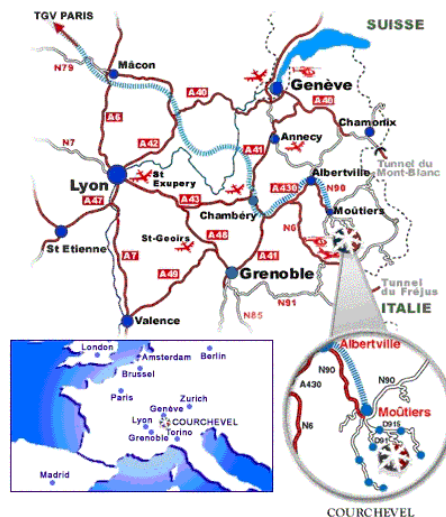 TGV PARIS
SUISSE
N79
Mâcon
A40
Genève
A6
A40
N7
A42
A41
Annecy
Chamonix
St Exupery
Albertville
Tunnel du Mont-Blanc
Lyon
A430
N90
A47
A43
Chambéry
Moûtiers
St Etienne
St-Geoirs
A48
N6
A7
A49
A41
Grenoble
Tunnel du Fréjus
N91
ITALIE
Valence
N85
London
Amsterdam
Berlin
Brussel
Paris
Zurich
Genève
Lyon
COURCHEVEL
Grenoble
Torino
Madrid
Albertville
N90
A430
N90
Moûtiers
N6
D915
D91
COURCHEVEL